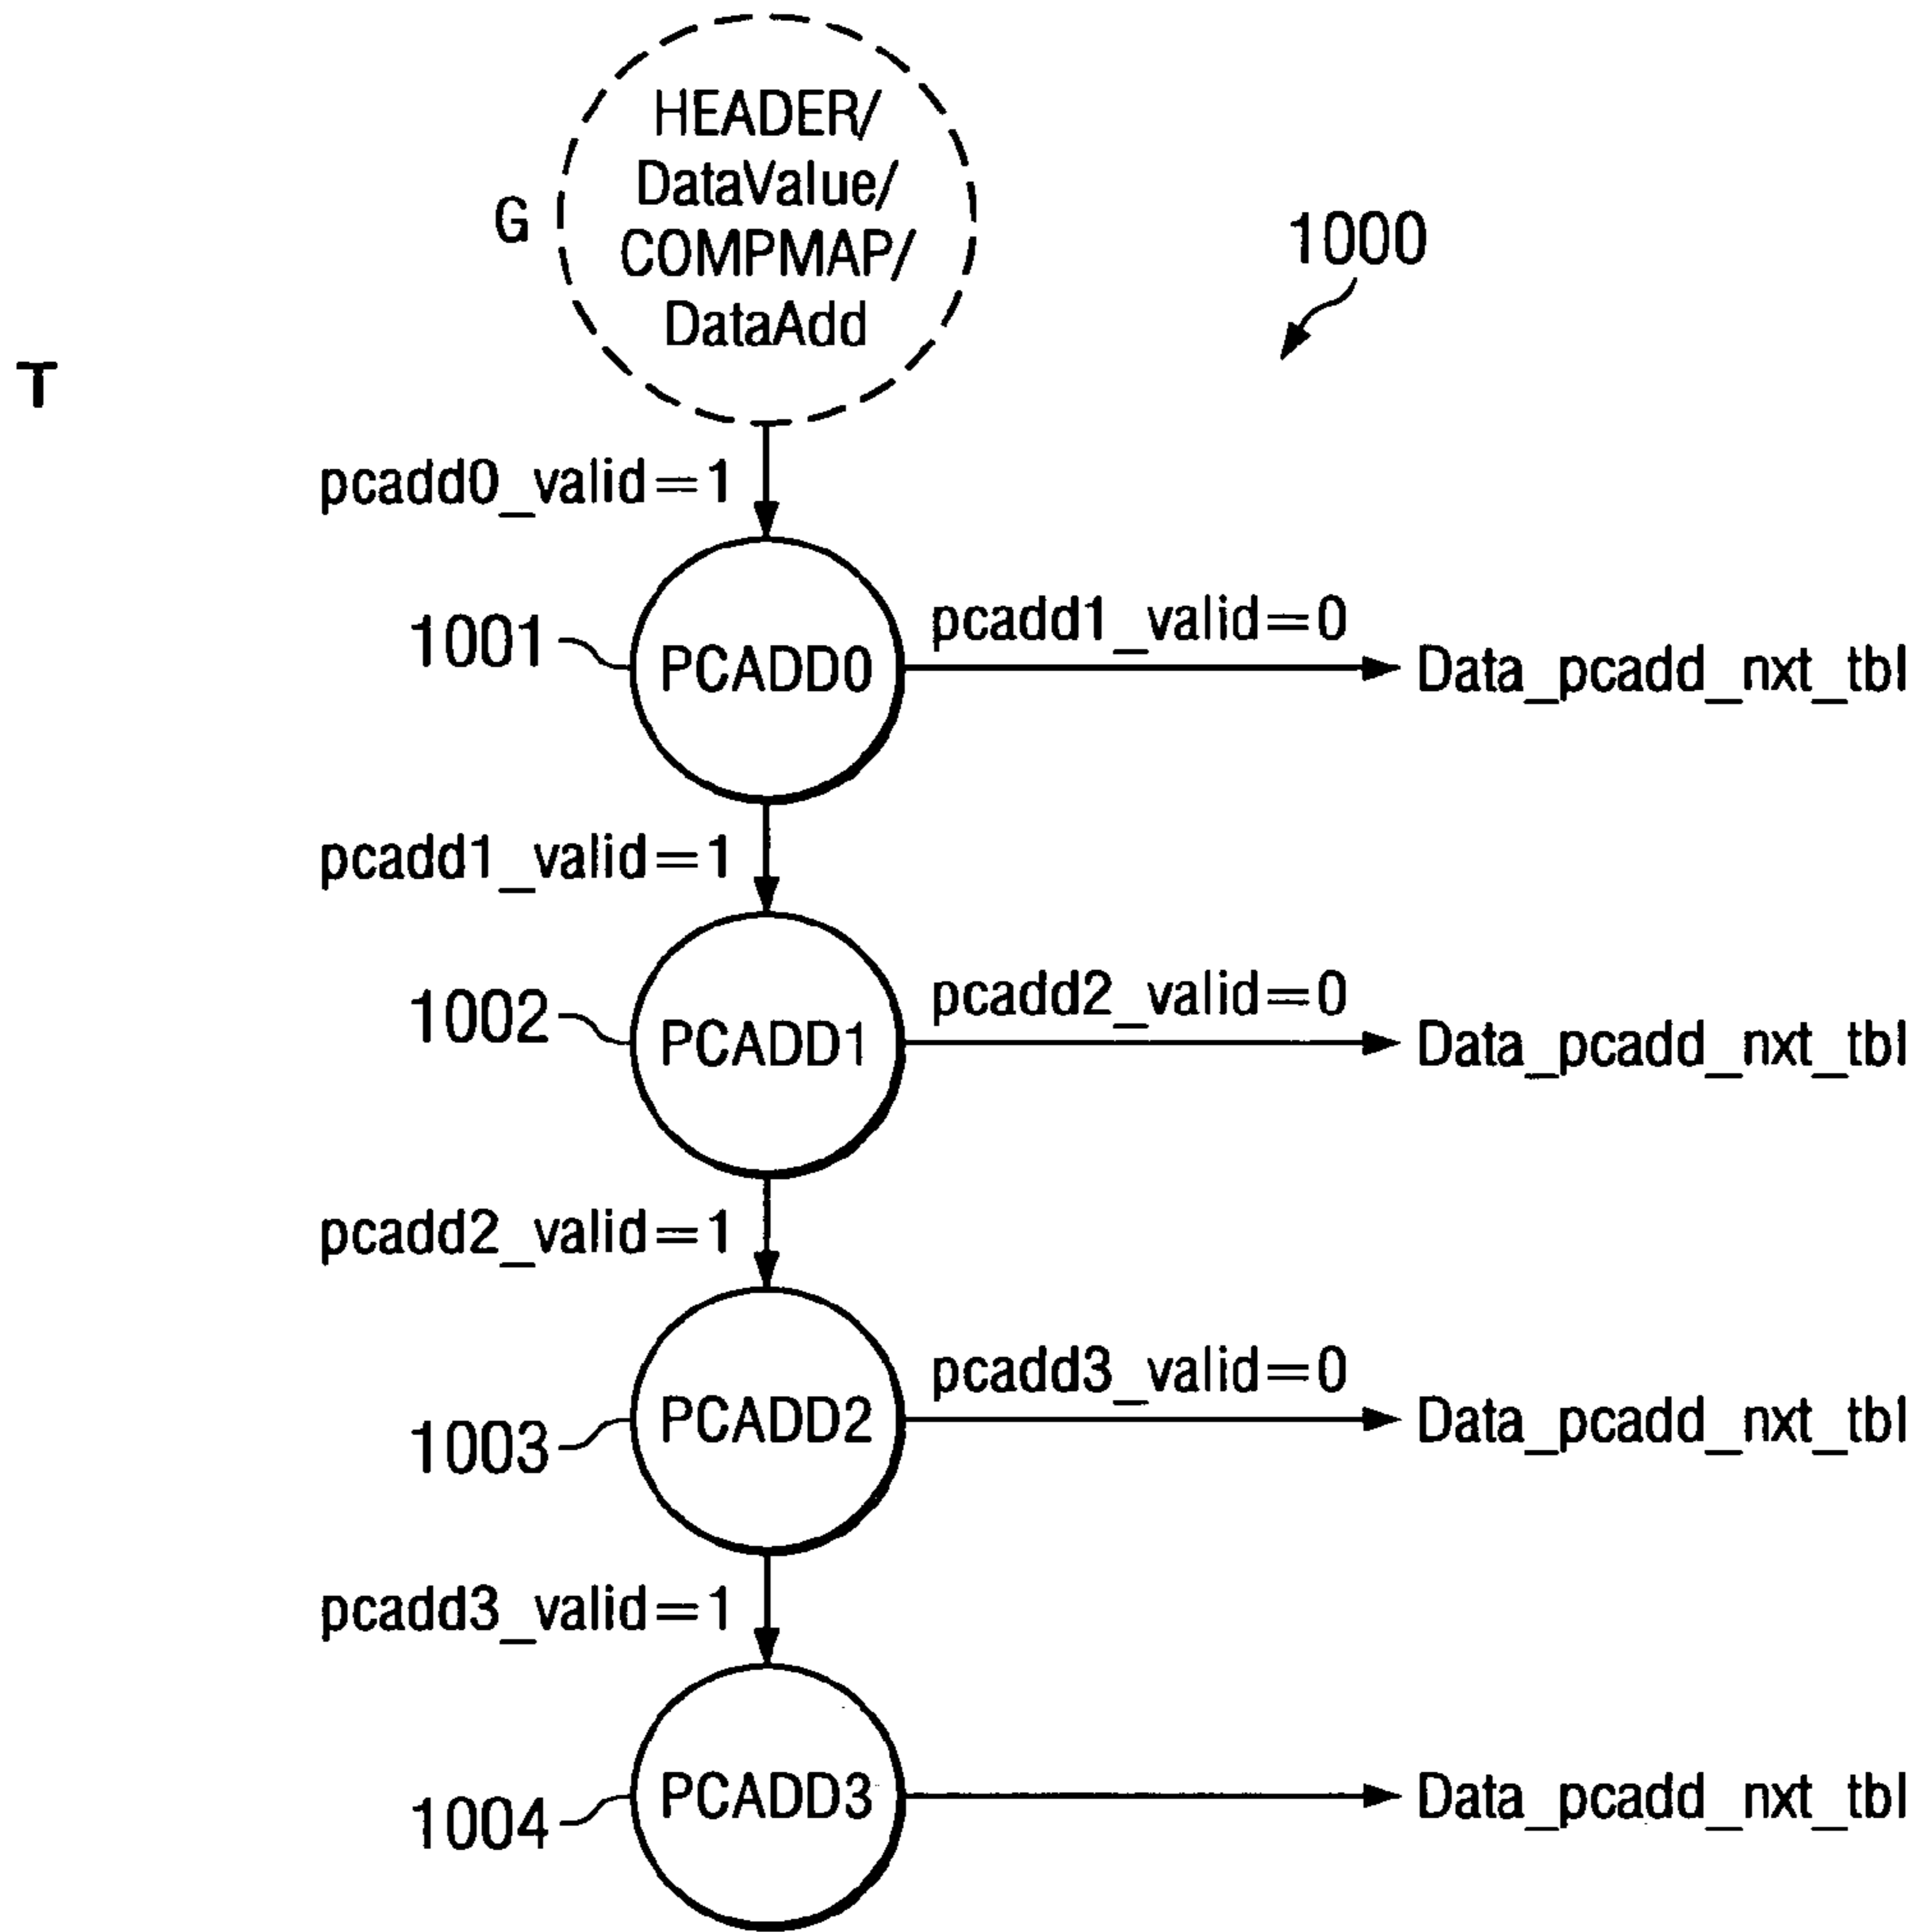 HEADER/
DataValue/
COMPMAP/
DataAdd
G
1000
T
pcadd0_valid=1
1001
PCADD0
pcadd1_valid=0
Data_pcadd_nxt_tbl
pcadd1_valid=1
1002
PCADD1
pcadd2_valid=0
Data_pcadd_nxt_tbl
pcadd2_valid=1
1003
PCADD2
pcadd3_valid=0
Data_pcadd_nxt_tbl
pcadd3_valid=1
1004
PCADD3
Data_pcadd_nxt_tbl